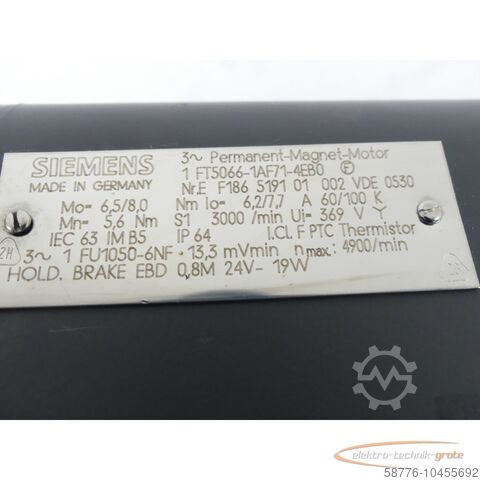 SIEMENS
MADE IN GERMANY
3~ Permanent-Magnet-Motor
1 FT5066-1AF71-4EB0 F
Nr.E F186 5191 01 002 VDE 0530
Mo= 6,5/8,0 Nm Io= 6,2/7,7 A 60/100 K
Mn= 5,6 Nm S1 3000/min Ui= 369 V Y
IEC 63 IM B5 IP 64 I.CI. F PTC Thermistor
3~ 1 FU1050-6NF · 13,3 mVmin nmax: 4900/min
HOLD. BRAKE EBD 0,8M 24V- 19W
elektro-technik-grote
58776-10455692